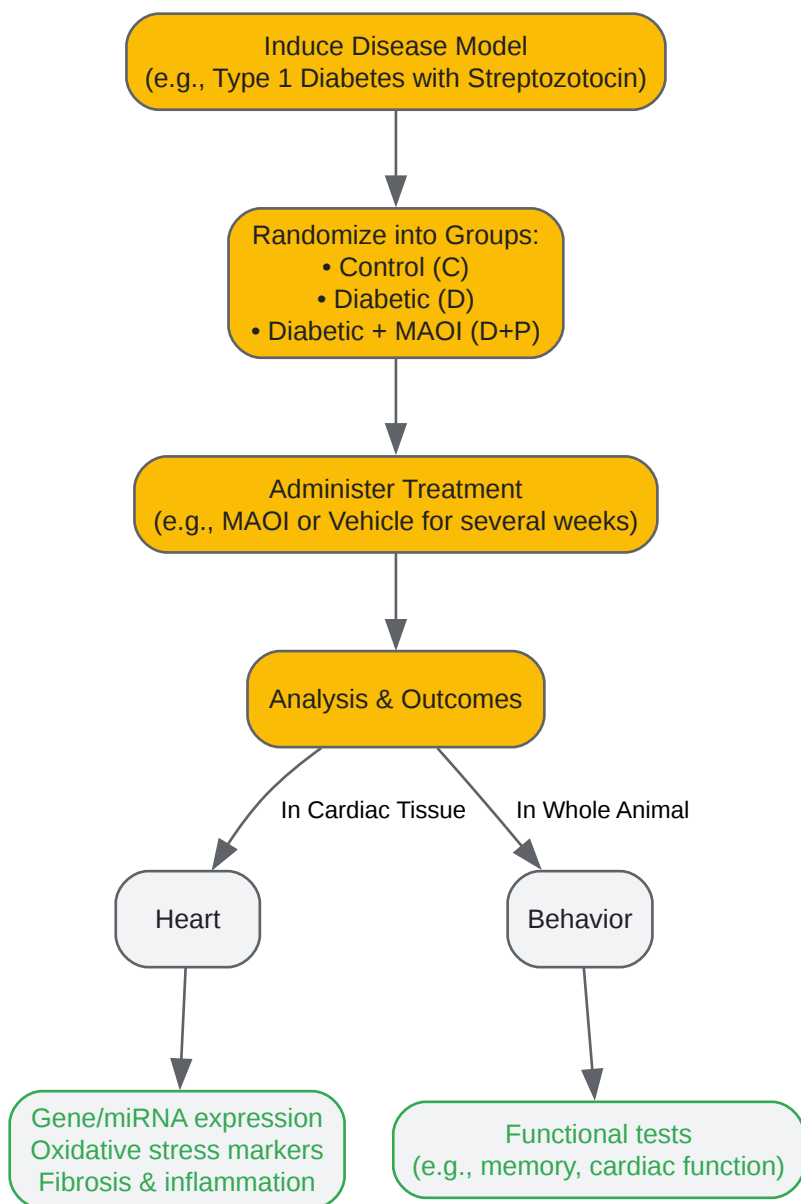 Induce Disease Model
(e.g., Type 1 Diabetes with Streptozotocin)
Randomize into Groups:
• Control (C)
• Diabetic (D)
• Diabetic + MAOI (D+P)
Administer Treatment
(e.g., MAOI or Vehicle for several weeks)
Analysis & Outcomes
In Cardiac Tissue
In Whole Animal
Heart
Behavior
Gene/miRNA expression
Oxidative stress markers
Fibrosis & inflammation
Functional tests
(e.g., memory, cardiac function)